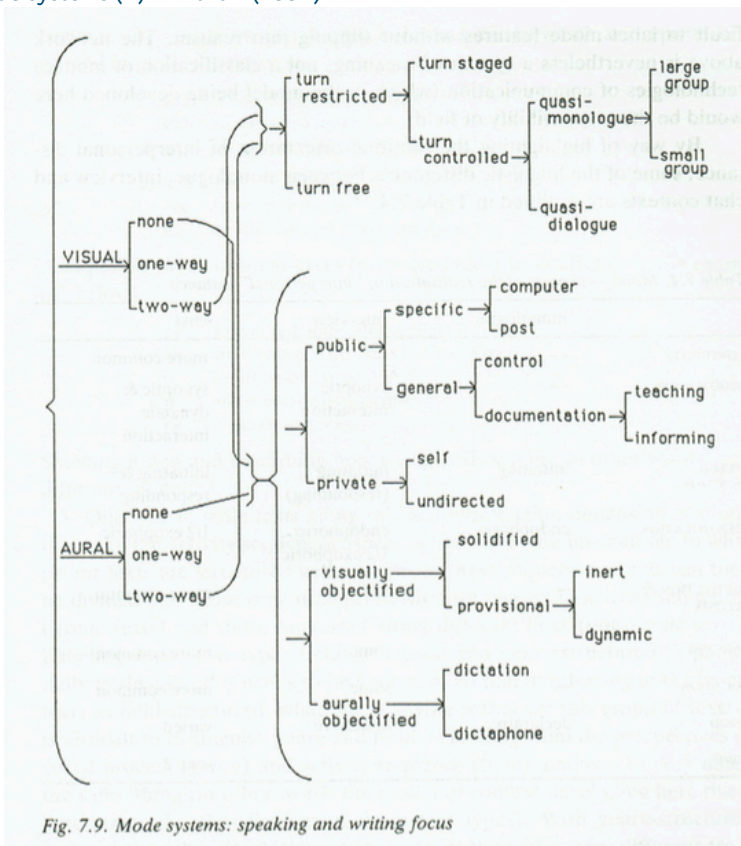 turn restricted
turn staged
turn controlled
quasi-monologue
large group
small group
quasi-dialogue
turn free
VISUAL
none
one-way
two-way
public
specific
computer
post
general
control
documentation
teaching
informing
private
self
undirected
AURAL
none
one-way
two-way
visually objectified
solidified
provisional
inert
dynamic
aurally objectified
dictation
dictaphone
Fig. 7.9. Mode systems: speaking and writing focus